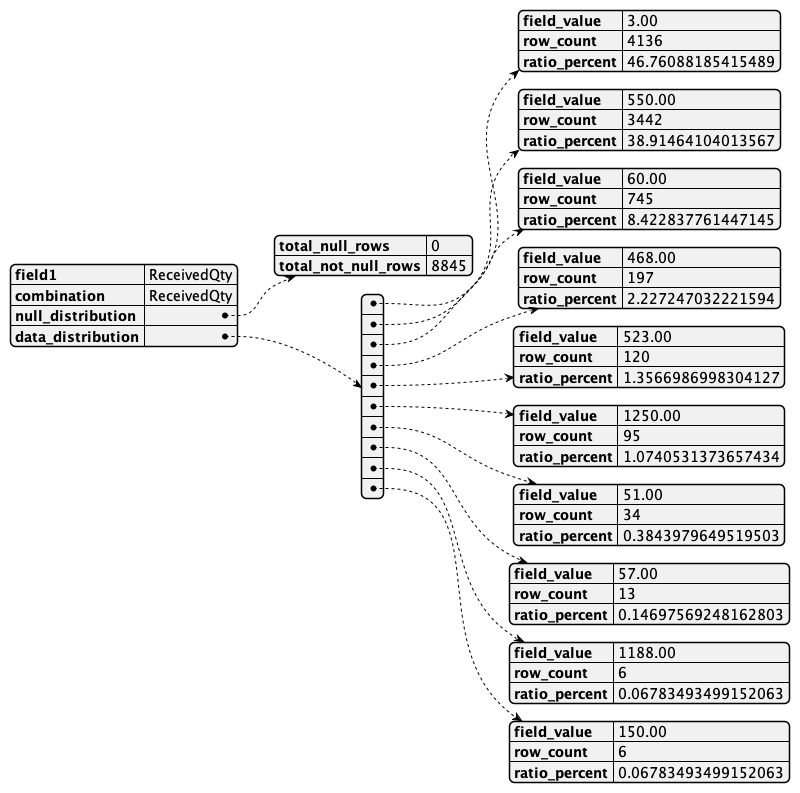 field1 ReceivedQty
combination ReceivedQty
null_distribution
data_distribution
total_null_rows 0
total_not_null_rows 8845
field_value 3.00
row_count 4136
ratio_percent 46.76088185415489
field_value 550.00
row_count 3442
ratio_percent 38.91464104013567
field_value 60.00
row_count 745
ratio_percent 8.422837761447145
field_value 468.00
row_count 197
ratio_percent 2.227247032221594
field_value 523.00
row_count 120
ratio_percent 1.3566986998304127
field_value 1250.00
row_count 95
ratio_percent 1.0740531373657434
field_value 51.00
row_count 34
ratio_percent 0.3843979649519503
field_value 57.00
row_count 13
ratio_percent 0.14697569248162803
field_value 1188.00
row_count 6
ratio_percent 0.06783493499152063
field_value 150.00
row_count 6
ratio_percent 0.06783493499152063